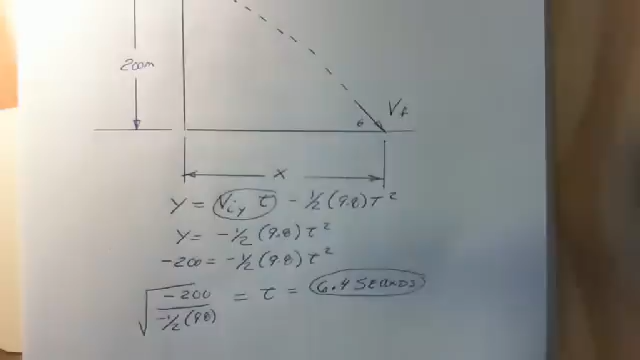 200m
Vf
θ
X
Y = Viy t - 1/2 (9.8) t²
Y = -1/2 (9.8) t²
-200 = -1/2 (9.8) t²
√(-200 / -1/2 (9.8)) = t = 6.4 SECONDS